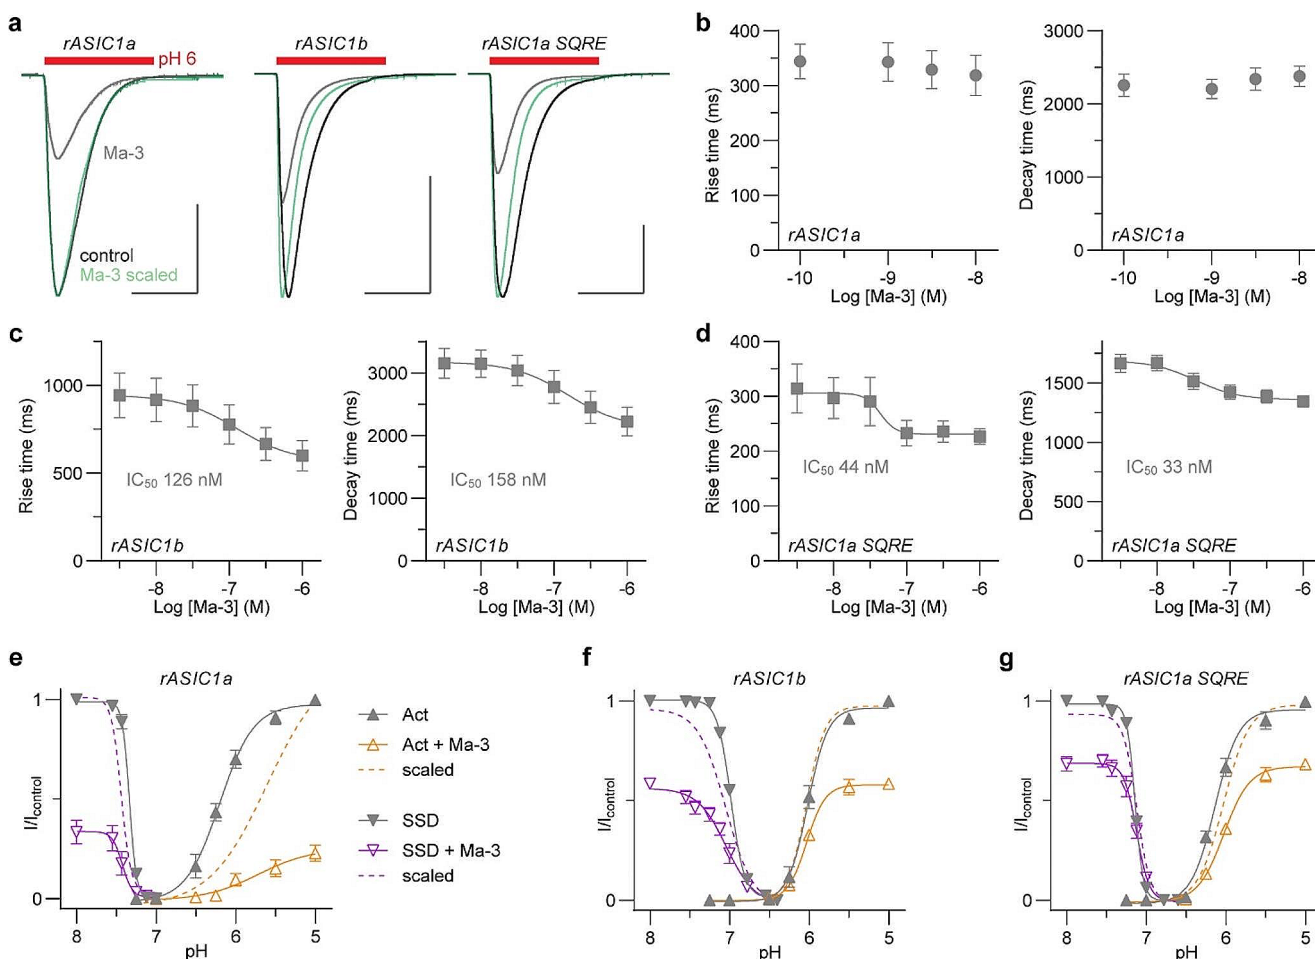 a
rASIC1a
rASIC1b
rASIC1a SQRE
pH 6
Ma-3
control
Ma-3 scaled
b
400
300
200
100
0
Rise time (ms)
rASIC1a
-10
-9
-8
Log [Ma-3] (M)
3000
2000
1000
0
Decay time (ms)
rASIC1a
-10
-9
-8
Log [Ma-3] (M)
c
1000
500
0
Rise time (ms)
IC₅₀ 126 nM
rASIC1b
-8
-7
-6
Log [Ma-3] (M)
3000
2000
1000
0
Decay time (ms)
IC₅₀ 158 nM
rASIC1b
-8
-7
-6
Log [Ma-3] (M)
d
400
300
200
100
0
Rise time (ms)
IC₅₀ 44 nM
rASIC1a SQRE
-8
-7
-6
Log [Ma-3] (M)
1500
1000
500
0
Decay time (ms)
IC₅₀ 33 nM
rASIC1a SQRE
-8
-7
-6
Log [Ma-3] (M)
e
rASIC1a
1
0
I/Icontrol
8
7
6
5
pH
Act
Act + Ma-3
scaled
SSD
SSD + Ma-3
scaled
f
rASIC1b
1
0
I/Icontrol
8
7
6
5
pH
g
rASIC1a SQRE
1
0
I/Icontrol
8
7
6
5
pH